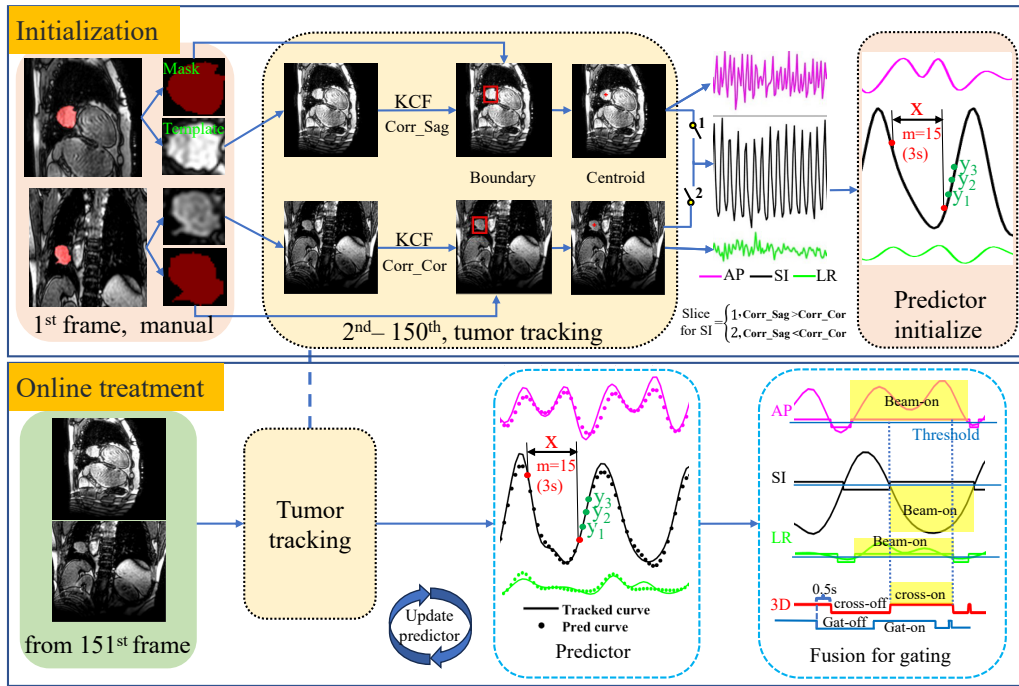 Initialization
Mask
Template
1st frame, manual
KCF
Corr_Sag
Boundary
Centroid
KCF
Corr_Cor
2nd– 150th, tumor tracking
1
2
AP SI LR
Slice for SI = { 1, Corr_Sag >Corr_Cor
2, Corr_Sag <Corr_Cor
X
m=15
(3s)
y3
y2
y1
Predictor
initialize
Online treatment
from 151st frame
Tumor
tracking
Update
predictor
X
m=15
(3s)
y3
y2
y1
Tracked curve
Pred curve
Predictor
AP
Beam-on
Threshold
SI
Beam-on
LR
Beam-on
0.5s
3D
cross-off
cross-on
Gat-off
Gat-on
Fusion for gating